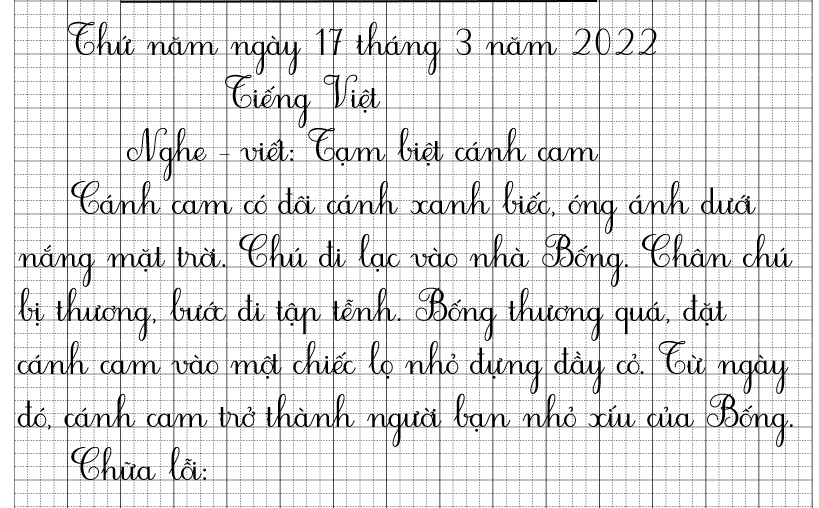 Thứ năm ngày 17 tháng 3 năm 2022
Tiếng Việt
Nghe - viết: Tạm biệt cánh cam
Cánh cam có đôi cánh xanh biếc, óng ánh dưới
nắng mặt trời. Chú đi lạc vào nhà Bống. Chân chú
bị thương, bước đi tập tễnh. Bống thương quá, đặt
cánh cam vào một chiếc lọ nhỏ đựng đầy cỏ. Từ ngày
đó, cánh cam trở thành người bạn nhỏ xíu của Bống.
Chữa lỗi: